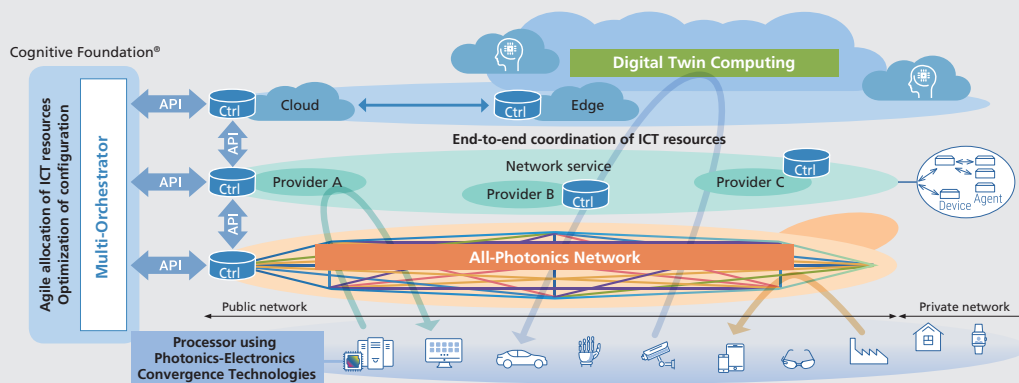 Cognitive Foundation®
Agile allocation of ICT resources
Optimization of configuration
Multi-Orchestrator
API
Ctrl
Cloud
Ctrl
Edge
Digital Twin Computing
API
End-to-end coordination of ICT resources
Network service
API
Ctrl
Provider A
Provider B
Ctrl
Provider C
Ctrl
Device
Agent
API
API
Ctrl
All-Photonics Network
Public network
Private network
Processor using
Photonics-Electronics
Convergence Technologies